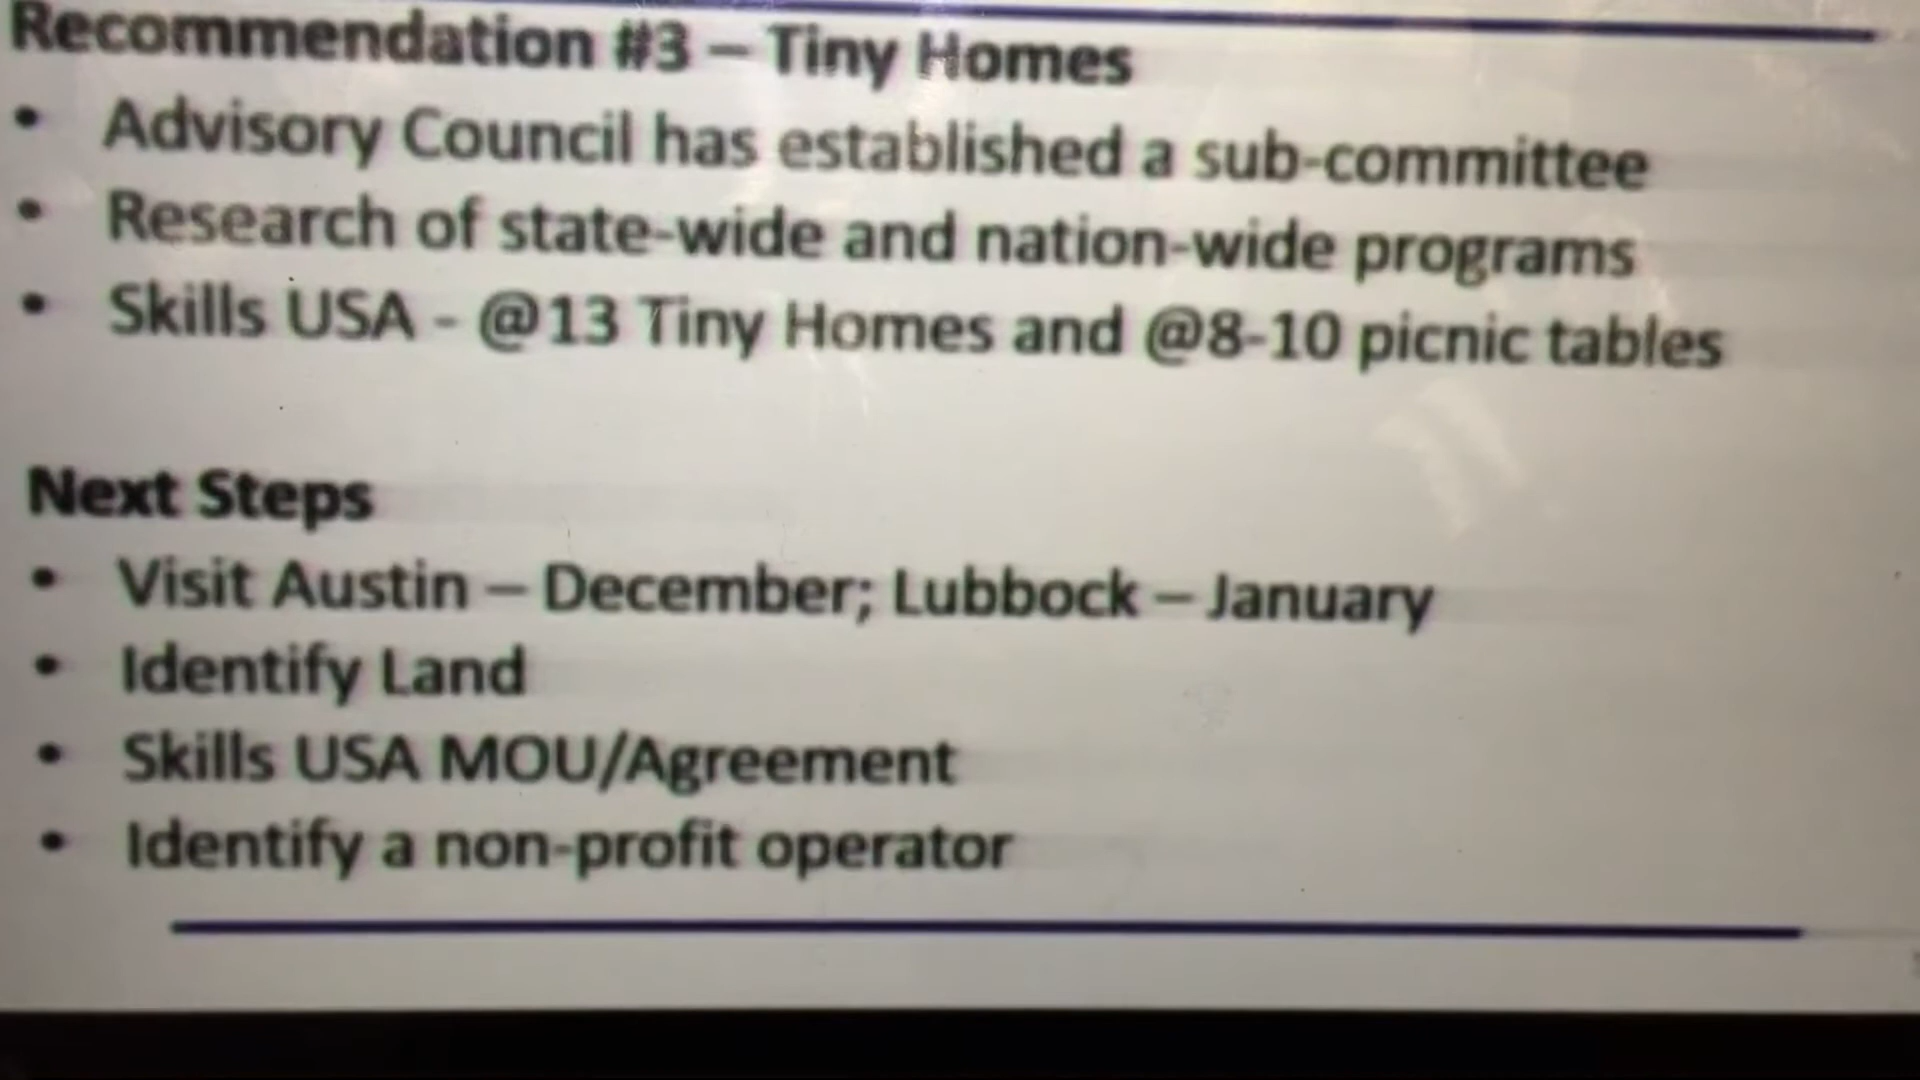 Recommendation #3 – Tiny Homes
• Advisory Council has established a sub-committee
• Research of state-wide and nation-wide programs
• Skills USA - @13 Tiny Homes and @8-10 picnic tables
Next Steps
• Visit Austin – December; Lubbock – January
• Identify Land
• Skills USA MOU/Agreement
• Identify a non-profit operator